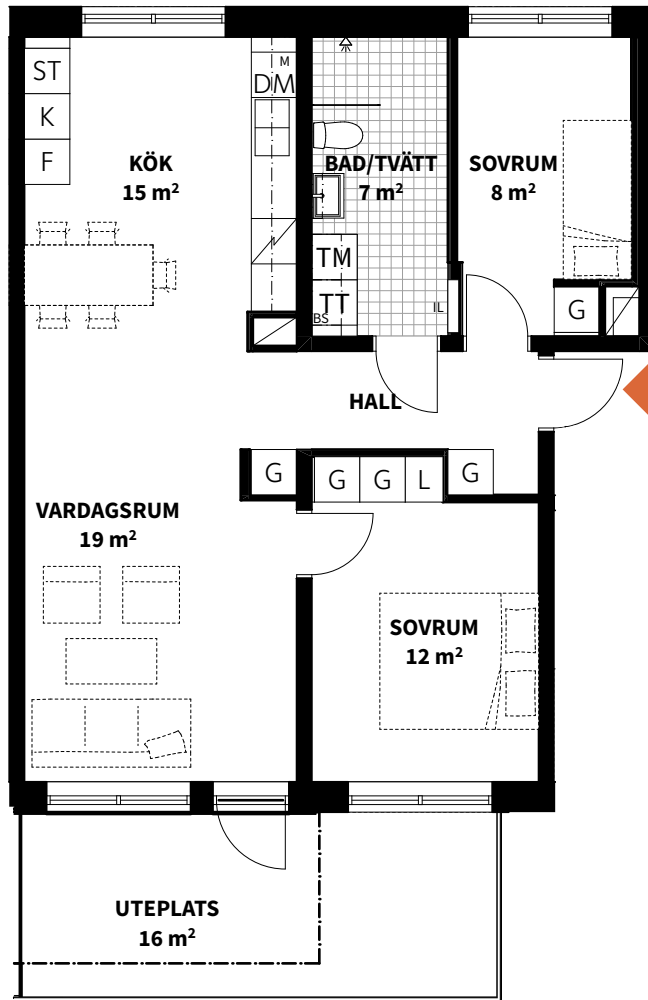 ST
M
DM
K
F
KÖK
15 m²
BAD/TVÄTT
7 m²
SOVRUM
8 m²
TM
TT
BS
IL
G
HALL
G
G
G
L
G
VARDAGSRUM
19 m²
SOVRUM
12 m²
UTEPLATS
16 m²